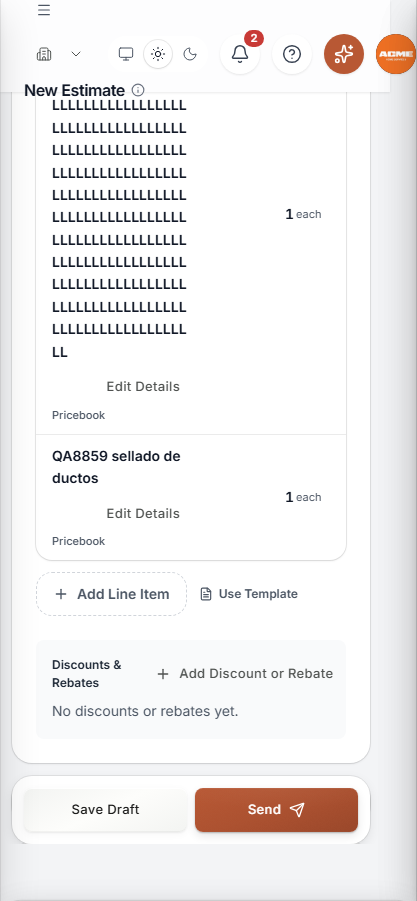 2
ACME
New Estimate
LLLLLLLLLLLLLLLLL
LLLLLLLLLLLLLLLLL
LLLLLLLLLLLLLLLLL
LLLLLLLLLLLLLLLLL
LLLLLLLLLLLLLLLLL
LLLLLLLLLLLLLLLLL
LLLLLLLLLLLLLLLLL
LLLLLLLLLLLLLLLLL
LLLLLLLLLLLLLLLLL
LLLLLLLLLLLLLLLLL
LLLLLLLLLLLLLLLLL
LL
1 each
Edit Details
Pricebook
QA8859 sellado de
ductos
1 each
Edit Details
Pricebook
Add Line Item
Use Template
Discounts &
Rebates
Add Discount or Rebate
No discounts or rebates yet.
Save Draft
Send